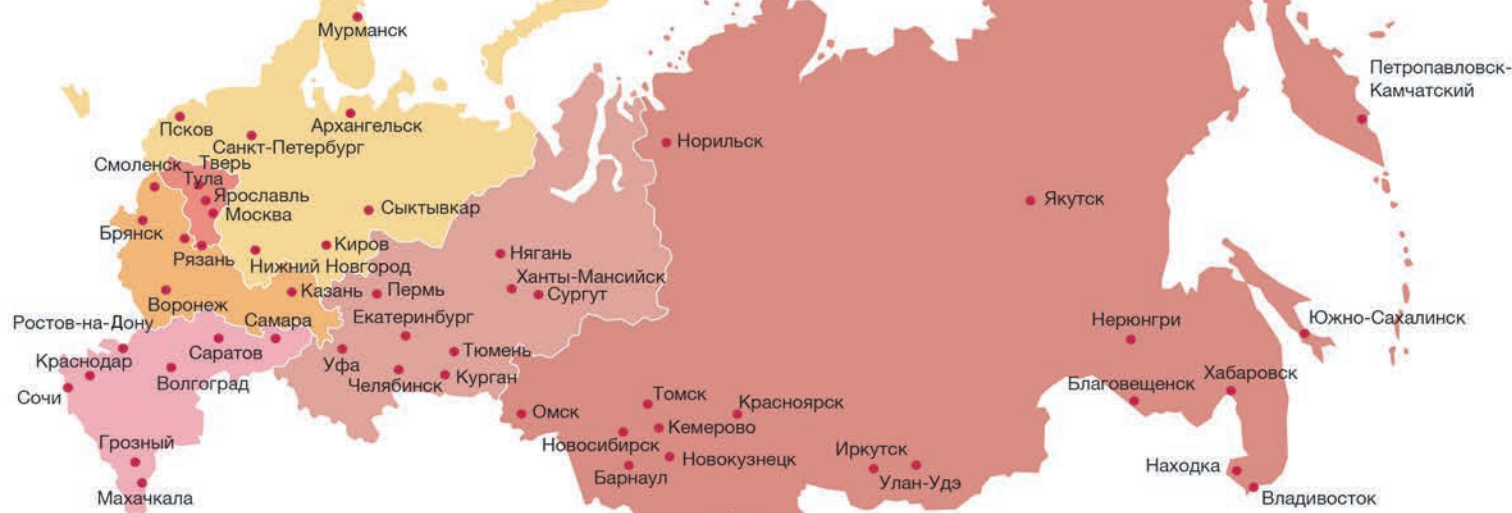 Мурманск
Петропавловск-
Камчатский
Псков
Архангельск
Санкт-Петербург
Норильск
Смоленск
Тверь
Тула
Ярославль
Москва
Сыктывкар
Якутск
Брянск
Рязань
Киров
Нижний Новгород
Нягань
Ханты-Мансийск
Сургут
Казань
Пермь
Воронеж
Самара
Екатеринбург
Ростов-на-Дону
Нерюнгри
Южно-Сахалинск
Саратов
Краснодар
Уфа
Тюмень
Волгоград
Челябинск
Курган
Сочи
Благовещенск
Хабаровск
Томск
Красноярск
Омск
Кемерово
Новосибирск
Грозный
Иркутск
Новокузнецк
Находка
Барнаул
Улан-Удэ
Махачкала
Владивосток